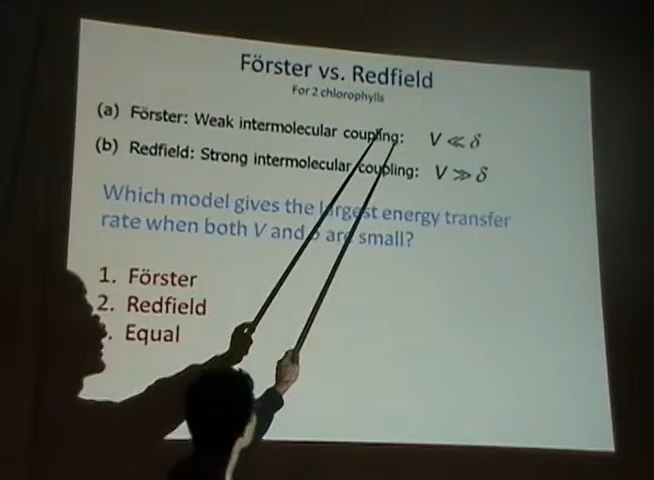 Förster vs. Redfield
For 2 chlorophylls
(a) Förster: Weak intermolecular coupling: V ≪ δ
(b) Redfield: Strong intermolecular coupling: V ≫ δ
Which model gives the largest energy transfer
rate when both V and δ are small?
1. Förster
2. Redfield
. Equal